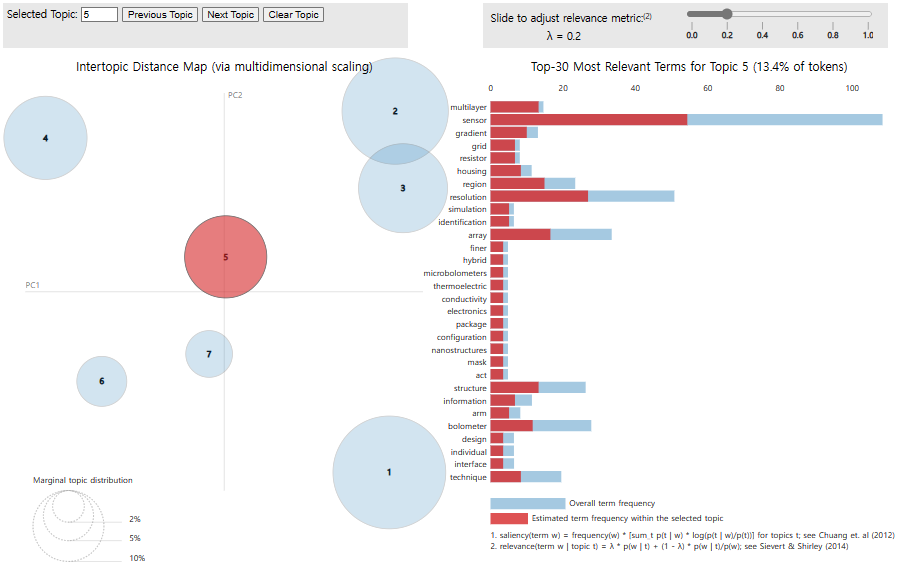 Selected Topic: 5 Previous Topic Next Topic Clear Topic
Slide to adjust relevance metric:(2)
λ = 0.2
0.0 0.2 0.4 0.6 0.8 1.0
Intertopic Distance Map (via multidimensional scaling)
PC2
PC1
4
2
3
5
7
6
1
Marginal topic distribution
2%
5%
10%
Top-30 Most Relevant Terms for Topic 5 (13.4% of tokens)
0 20 40 60 80 100
multilayer
sensor
gradient
grid
resistor
housing
region
resolution
simulation
identification
array
finer
hybrid
microbolometers
thermoelectric
conductivity
electronics
package
configuration
nanostructures
mask
act
structure
information
arm
bolometer
design
individual
interface
technique
Overall term frequency
Estimated term frequency within the selected topic
1. saliency(term w) = frequency(w) * [sum_t p(t | w) * log(p(t | w)/p(t))] for topics t; see Chuang et. al (2012)
2. relevance(term w | topic t) = λ * p(w | t) + (1 - λ) * p(w | t)/p(w); see Sievert & Shirley (2014)